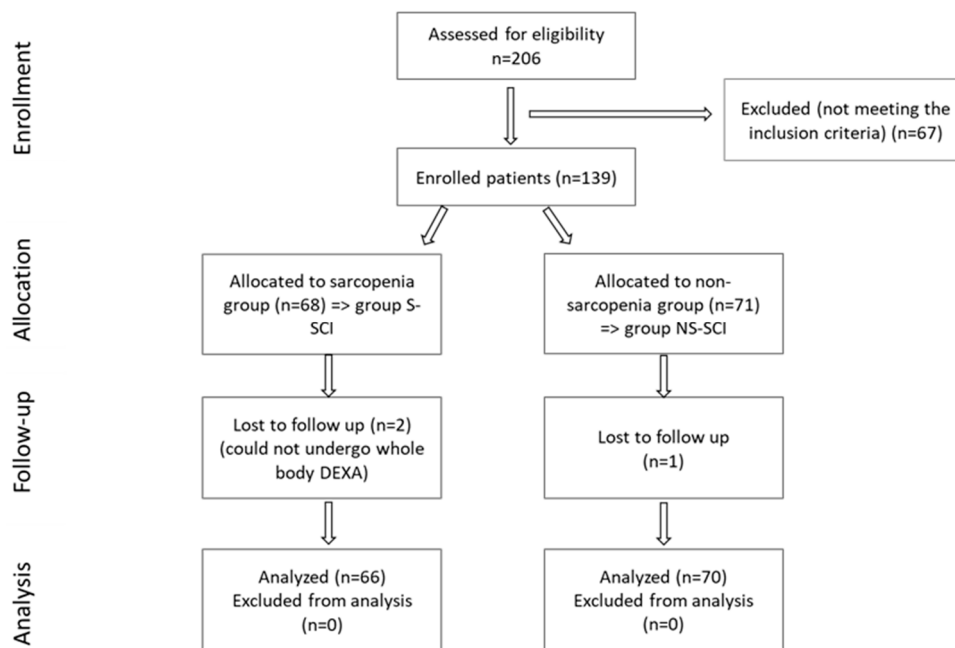 Enrollment
Assessed for eligibility
n=206
Excluded (not meeting the
inclusion criteria) (n=67)
Enrolled patients (n=139)
Allocation
Allocated to sarcopenia
group (n=68) => group S-
SCI
Allocated to non-
sarcopenia group (n=71)
=> group NS-SCI
Follow-up
Lost to follow up (n=2)
(could not undergo whole
body DEXA)
Lost to follow up
(n=1)
Analysis
Analyzed (n=66)
Excluded from analysis
(n=0)
Analyzed (n=70)
Excluded from analysis
(n=0)